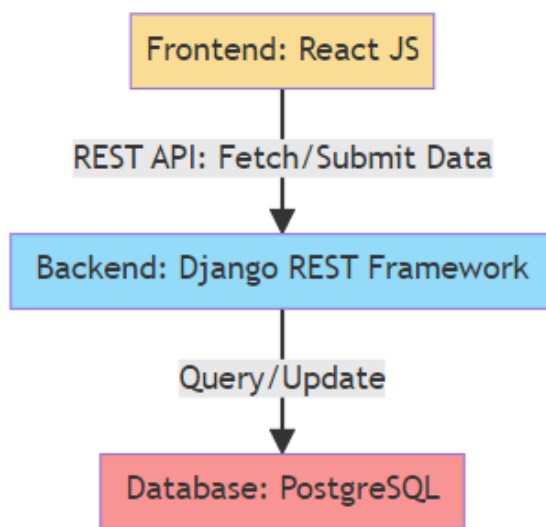 Frontend: React JS
REST API: Fetch/Submit Data
Backend: Django REST Framework
Query/Update
Database: PostgreSQL